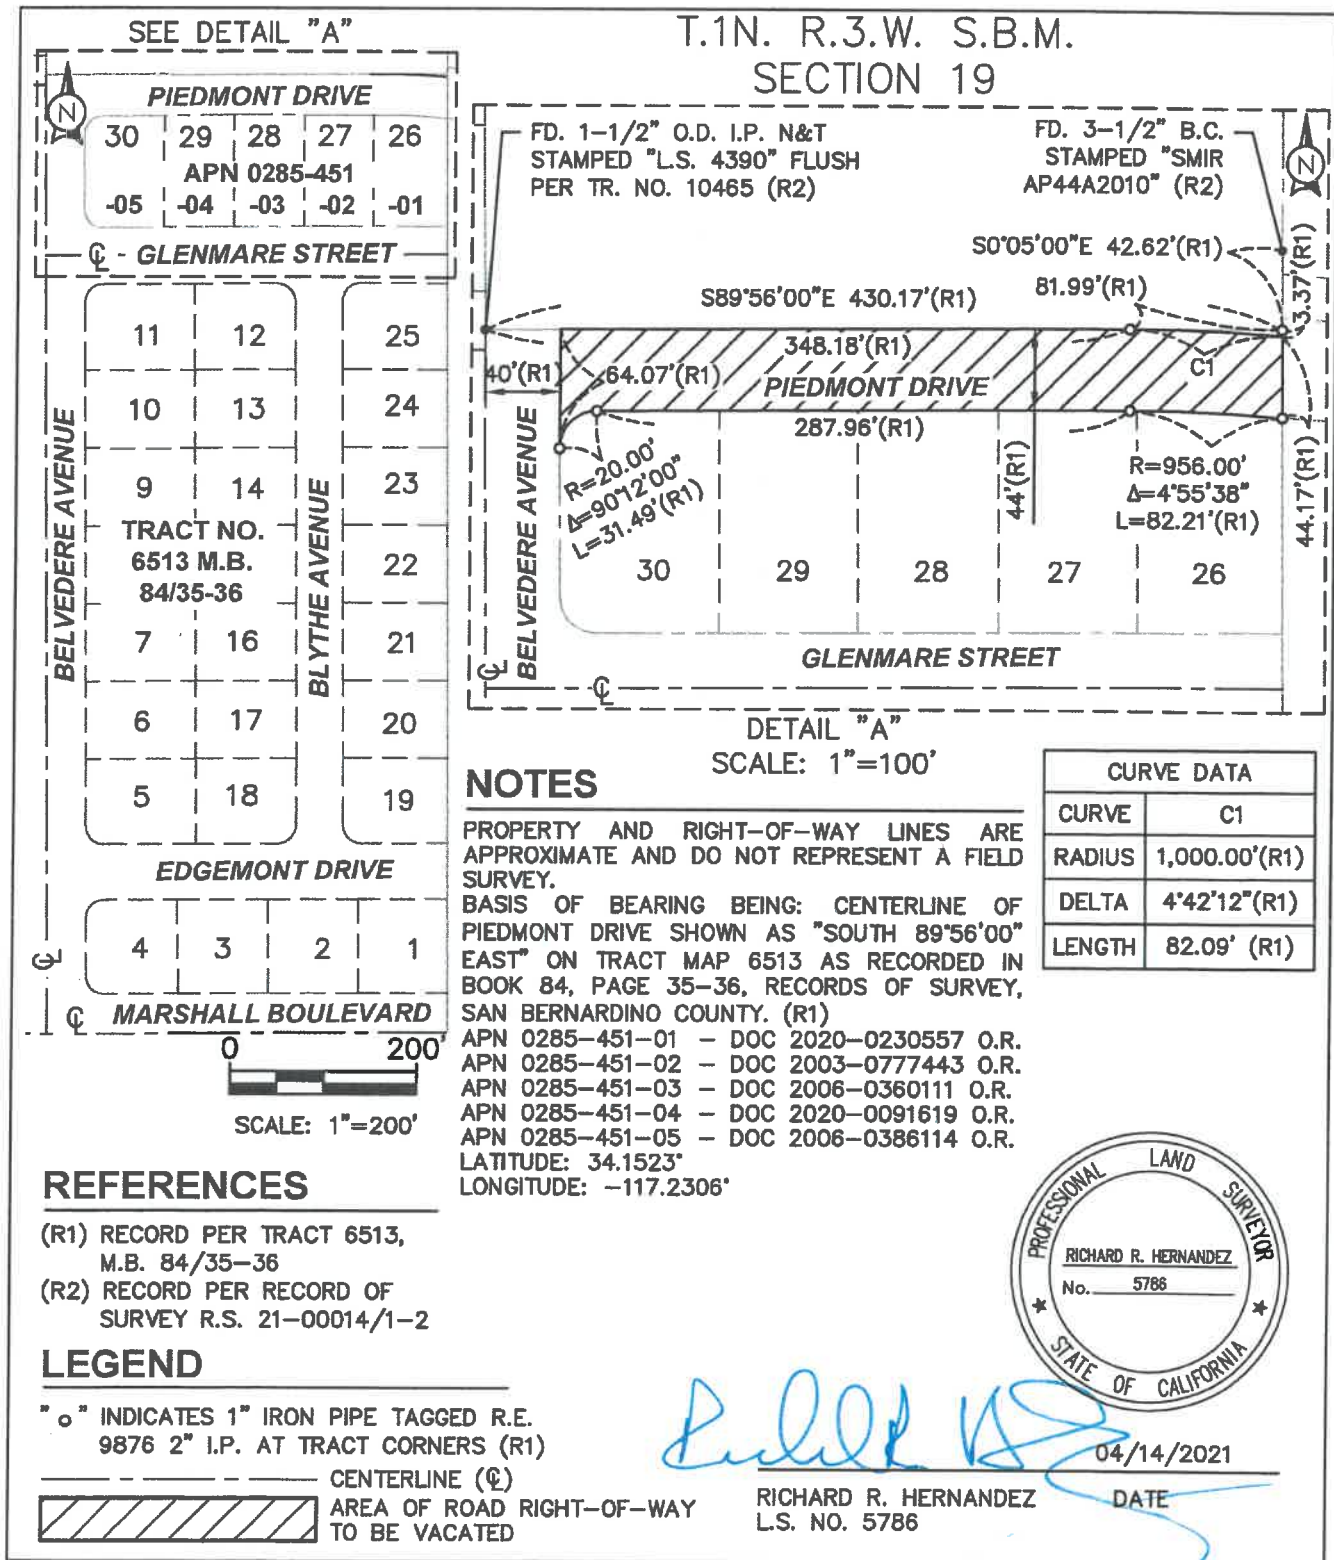 SEE DETAIL "A"
T.1N. R.3.W. S.B.M.
SECTION 19
N
PIEDMONT DRIVE
30 29 28 27 26
APN 0285-451
-05 -04 -03 -02 -01
℄ - GLENMARE STREET
11 12 25
10 13 24
9 14 23
TRACT NO.
6513 M.B.
84/35-36
22
7 16 21
6 17 20
5 18 19
BELVEDERE AVENUE
BLYTHE AVENUE
EDGEMONT DRIVE
4 3 2 1
℄
℄ MARSHALL BOULEVARD
0 200'
SCALE: 1"=200'
FD. 1-1/2" O.D. I.P. N&T
STAMPED "L.S. 4390" FLUSH
PER TR. NO. 10465 (R2)
FD. 3-1/2" B.C.
STAMPED "SMIR
AP44A2010" (R2)
N
S0°05'00"E 42.62'(R1)
3.37'(R1)
S89°56'00"E 430.17'(R1)
81.99'(R1)
348.18'(R1)
C1
40'(R1)
64.07'(R1)
PIEDMONT DRIVE
287.96'(R1)
44'(R1)
R=20.00'
Δ=90°12'00"
L=31.49'(R1)
R=956.00'
Δ=4°55'38"
L=82.21'(R1)
44.17'(R1)
BELVEDERE AVENUE
30 29 28 27 26
GLENMARE STREET
℄
℄
DETAIL "A"
SCALE: 1"=100'
NOTES
PROPERTY AND RIGHT-OF-WAY LINES ARE
APPROXIMATE AND DO NOT REPRESENT A FIELD
SURVEY.
BASIS OF BEARING BEING: CENTERLINE OF
PIEDMONT DRIVE SHOWN AS "SOUTH 89°56'00"
EAST" ON TRACT MAP 6513 AS RECORDED IN
BOOK 84, PAGE 35-36, RECORDS OF SURVEY,
SAN BERNARDINO COUNTY. (R1)
APN 0285-451-01 - DOC 2020-0230557 O.R.
APN 0285-451-02 - DOC 2003-0777443 O.R.
APN 0285-451-03 - DOC 2006-0360111 O.R.
APN 0285-451-04 - DOC 2020-0091619 O.R.
APN 0285-451-05 - DOC 2006-0386114 O.R.
LATITUDE: 34.1523°
LONGITUDE: -117.2306°
CURVE DATA
CURVE C1
RADIUS 1,000.00'(R1)
DELTA 4°42'12"(R1)
LENGTH 82.09' (R1)
REFERENCES
(R1) RECORD PER TRACT 6513,
M.B. 84/35-36
(R2) RECORD PER RECORD OF
SURVEY R.S. 21-00014/1-2
LEGEND
"o" INDICATES 1" IRON PIPE TAGGED R.E.
9876 2" I.P. AT TRACT CORNERS (R1)
CENTERLINE (℄)
AREA OF ROAD RIGHT-OF-WAY
TO BE VACATED
PROFESSIONAL LAND SURVEYOR
RICHARD R. HERNANDEZ
No. 5786
STATE OF CALIFORNIA
04/14/2021
RICHARD R. HERNANDEZ DATE
L.S. NO. 5786